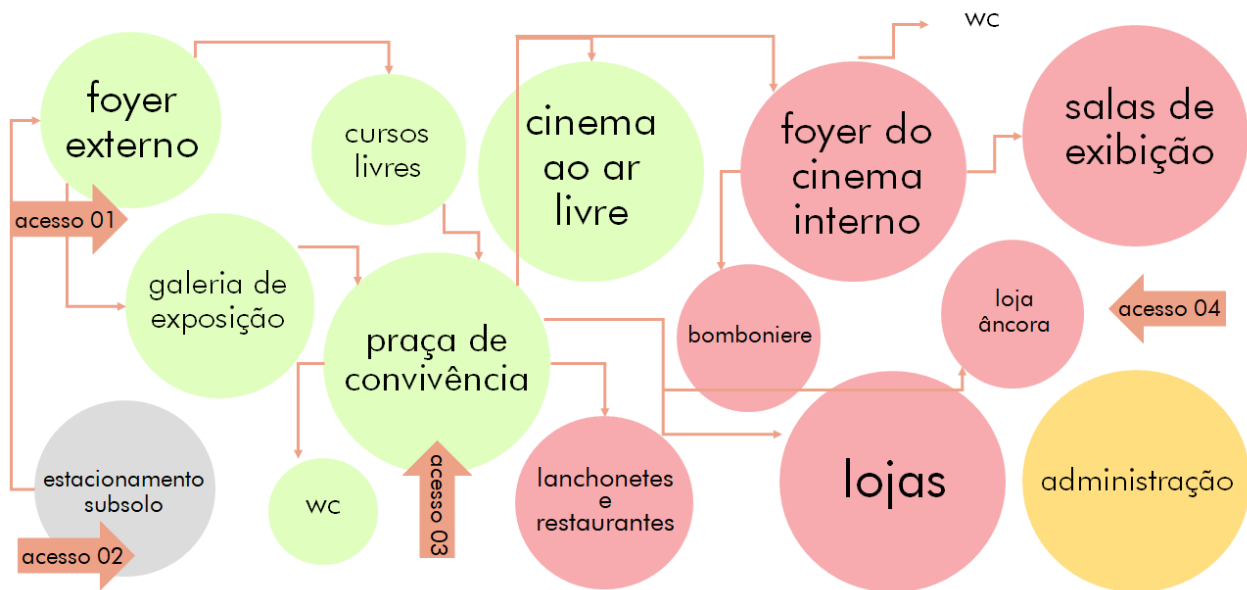 wc
foyer
externo
cursos
livres
cinema
ao ar
livre
foyer do
cinema
interno
salas de
exibição
acesso 01
galeria de
exposição
praça de
convivência
bomboniere
loja
âncora
acesso 04
estacionamento
subsolo
acesso 02
wc
acesso 03
lanchonetes
e
restaurantes
lojas
administração